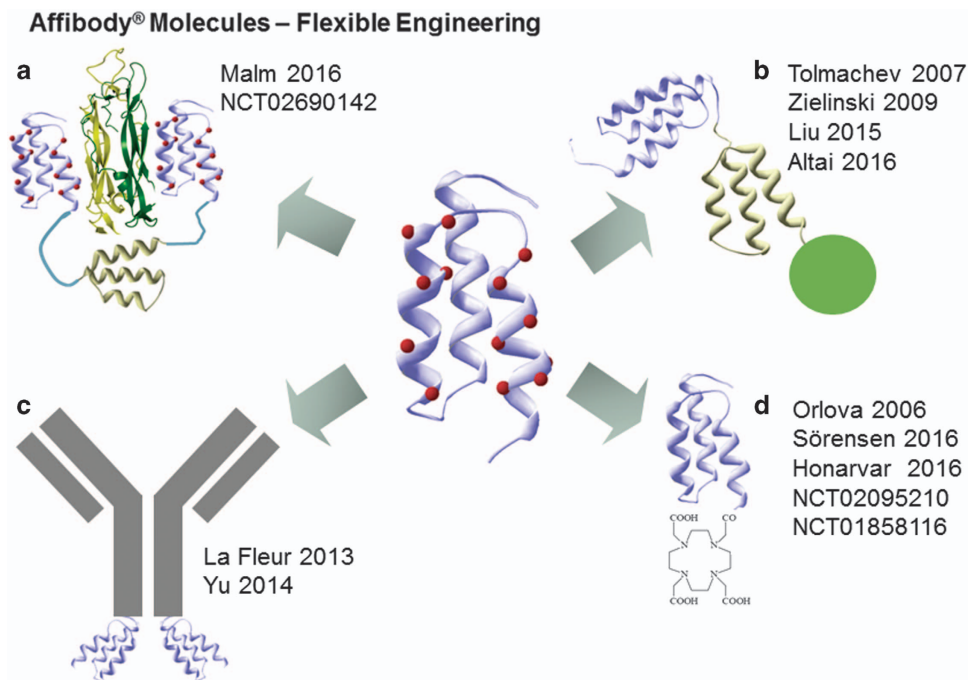 Affibody® Molecules – Flexible Engineering
a
Malm 2016
NCT02690142
b
Tolmachev 2007
Zielinski 2009
Liu 2015
Altai 2016
c
La Fleur 2013
Yu 2014
d
Orlova 2006
Sörensen 2016
Honarvar 2016
NCT02095210
NCT01858116
COOH CO
N N
N N
COOH COOH